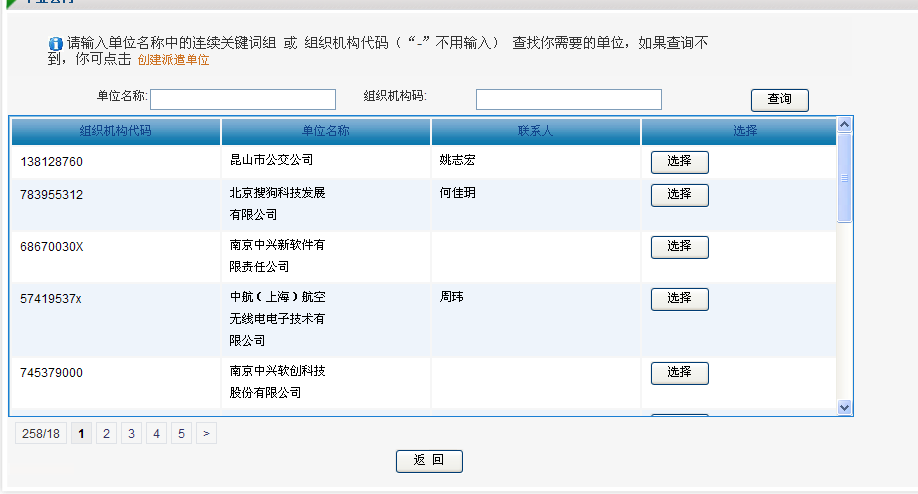 请输入单位名称中的连续关键词组 或 组织机构代码（“-”不用输入） 查找你需要的单位，如果查询不
到，你可点击 创建派遣单位
单位名称: 组织机构码: 查询
组织机构代码 单位名称 联系人 选择
138128760 昆山市公交公司 姚志宏 选择
783955312 北京搜狗科技发展 何佳玥 选择
有限公司
68670030X 南京中兴新软件有 选择
限责任公司
57419537x 中航（上海）航空 周玮 选择
无线电电子技术有
限公司
745379000 南京中兴软创科技 选择
股份有限公司
258/18 1 2 3 4 5 >
返 回